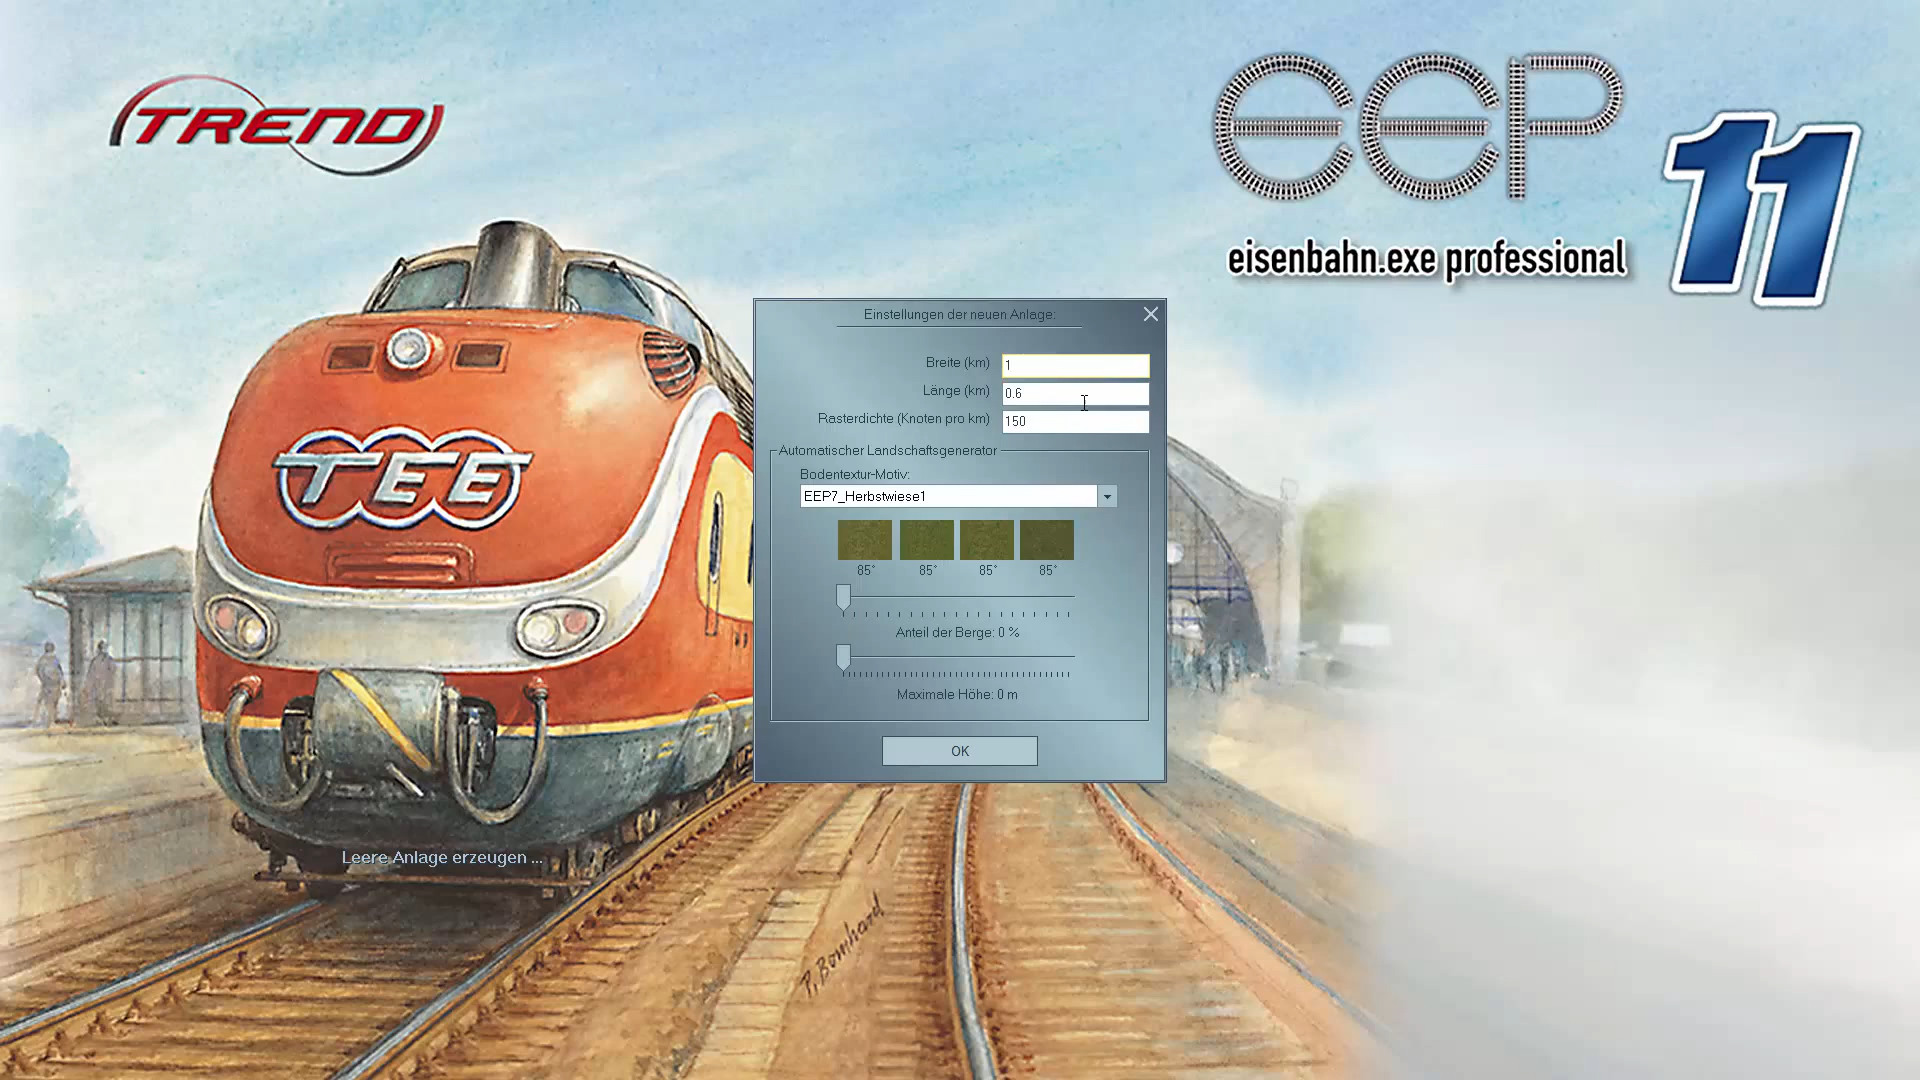 TREND
eep
11
eisenbahn.exe professional
Einstellungen der neuen Anlage:
Breite (km) 1
Länge (km) 0.6
Rasterdichte (Knoten pro km) 150
Automatischer Landschaftsgenerator
Bodentextur-Motiv:
EEP7_Herbstwiese1
85° 85° 85° 85°
Anteil der Berge: 0 %
Maximale Höhe: 0 m
OK
TEE
Leere Anlage erzeugen ...
P. Bomhard